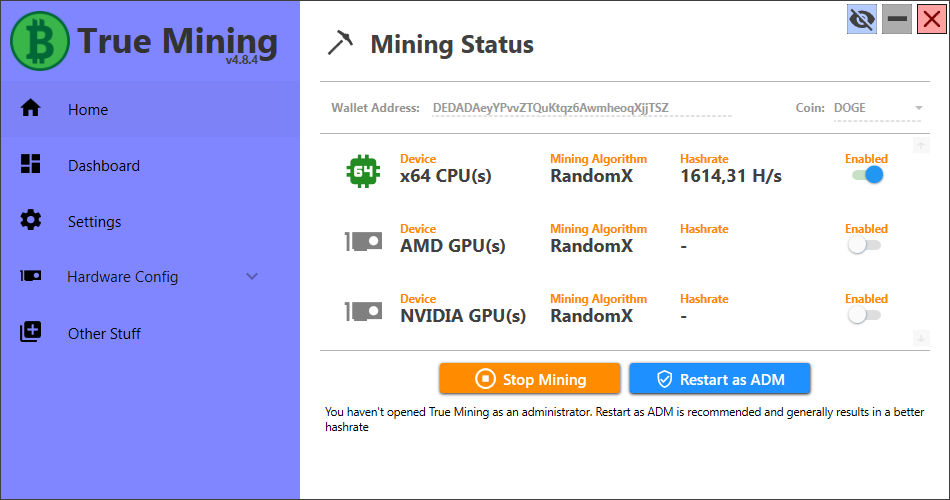 True Mining
v4.8.4
Home
Dashboard
Settings
Hardware Config
Other Stuff
Mining Status
Wallet Address: DEDADAeyYPvvZTQuKtqz6AwmheoqXjjTSZ Coin: DOGE
Device Mining Algorithm Hashrate Enabled
64 x64 CPU(s) RandomX 1614,31 H/s
Device Mining Algorithm Hashrate Enabled
AMD GPU(s) RandomX -
Device Mining Algorithm Hashrate Enabled
NVIDIA GPU(s) RandomX -
Stop Mining Restart as ADM
You haven't opened True Mining as an administrator. Restart as ADM is recommended and generally results in a better
hashrate